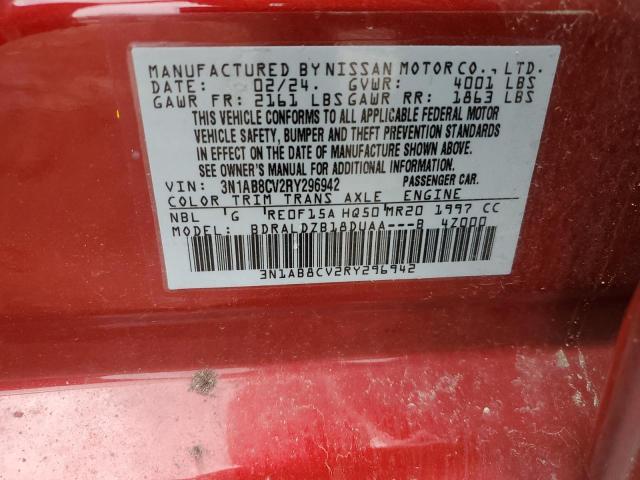 MANUFACTURED BY NISSAN MOTOR CO., LTD.
DATE: 02/24. GVWR: 4001 LBS
GAWR FR: 2161 LBS GAWR RR: 1863 LBS
THIS VEHICLE CONFORMS TO ALL APPLICABLE FEDERAL MOTOR
VEHICLE SAFETY, BUMPER AND THEFT PREVENTION STANDARDS
IN EFFECT ON THE DATE OF MANUFACTURE SHOWN ABOVE.
SEE OWNER'S MANUAL FOR ADDITIONAL INFORMATION.
VIN: 3N1AB8CV2RY296942 PASSENGER CAR.
COLOR TRIM TRANS AXLE ENGINE
NBL G RE0F15A HQ50 MR20 1997 CC
MODEL: BDRALDZB18DUAA---B 4Z000
3N1AB8CV2RY296942